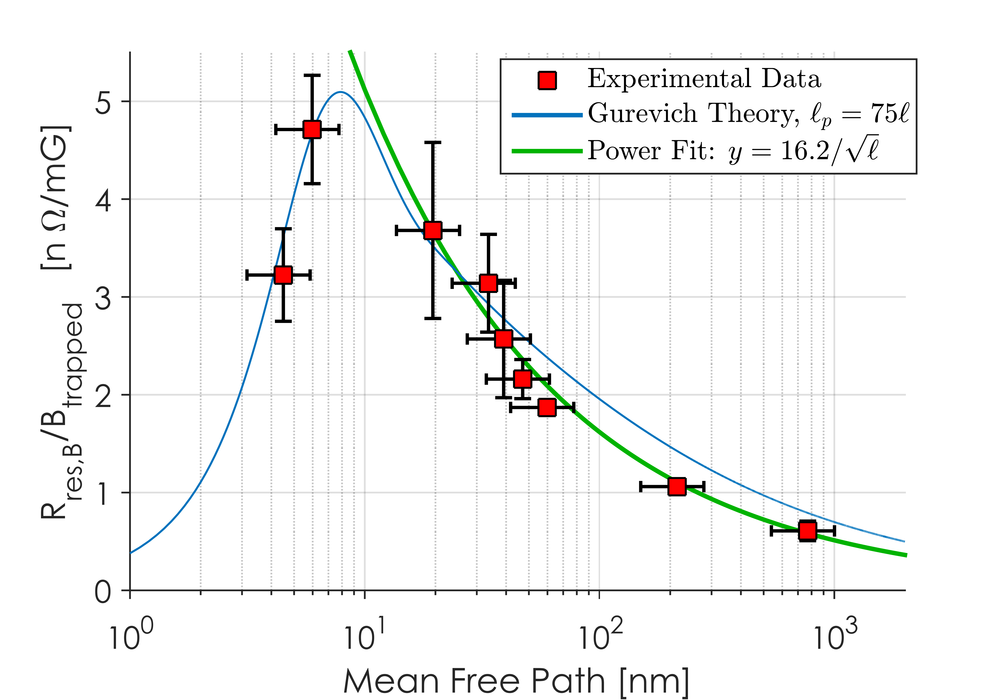 Experimental Data
Gurevich Theory, ℓ_p = 75ℓ
Power Fit: y = 16.2/√ℓ
R_res,B/B_trapped [n Ω/mG]
5
4
3
2
1
0
10^0 10^1 10^2 10^3
Mean Free Path [nm]